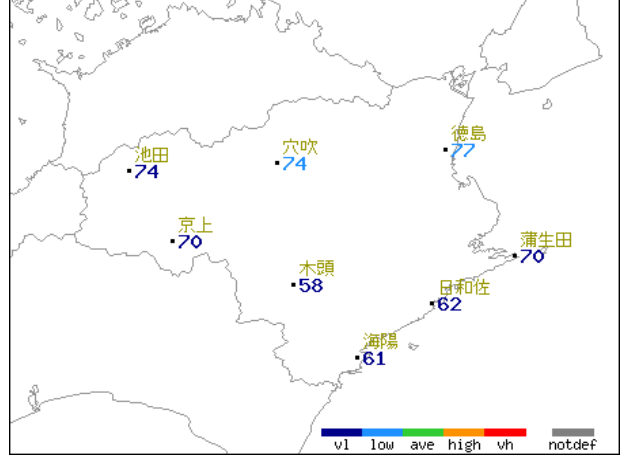 徳島
77
穴吹
74
池田
74
京上
70
蒲生田
70
木頭
58
日和佐
62
海陽
61
vl low ave high vh notdef